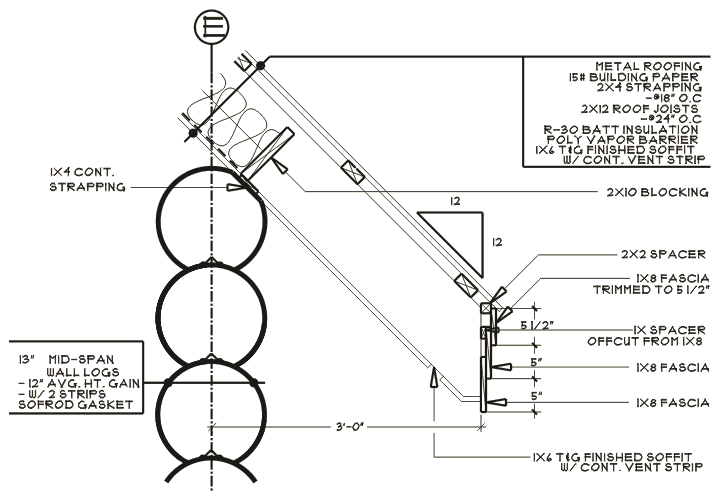 E
METAL ROOFING
15# BUILDING PAPER
2X4 STRAPPING
-@18" O.C
2X12 ROOF JOISTS
-@24" O.C
R-30 BATT INSULATION
POLY VAPOR BARRIER
1X6 T&G FINISHED SOFFIT
W/ CONT. VENT STRIP
1X4 CONT.
STRAPPING
2X10 BLOCKING
12
12
2X2 SPACER
1X8 FASCIA
TRIMMED TO 5 1/2"
5 1/2"
1X SPACER
OFFCUT FROM 1X8
13" MID-SPAN
WALL LOGS
- 12" AVG. HT. GAIN
- W/ 2 STRIPS
SOFROD GASKET
5"
1X8 FASCIA
5"
1X8 FASCIA
3'-0"
1X6 T&G FINISHED SOFFIT
W/ CONT. VENT STRIP